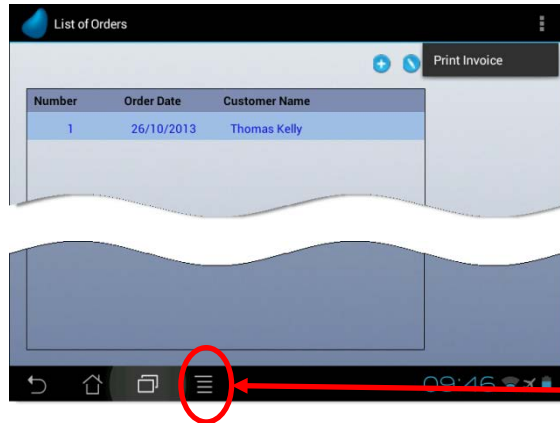 List of Orders
Print Invoice
Number Order Date Customer Name
1 26/10/2013 Thomas Kelly
09:46